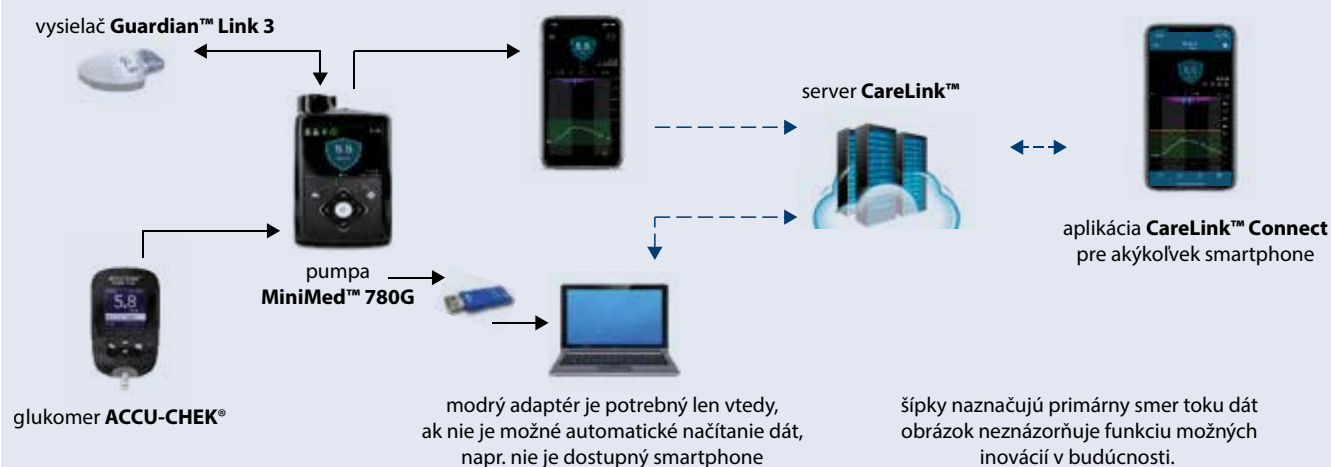 vysielač Guardian™ Link 3
server CareLink™
aplikácia CareLink™ Connect
pre akýkoľvek smartphone
pumpa
MiniMed™ 780G
5,8
glukomer ACCU-CHEK®
modrý adaptér je potrebný len vtedy,
ak nie je možné automatické načítanie dát,
napr. nie je dostupný smartphone
šípky naznačujú primárny smer toku dát
obrázok neznázorňuje funkciu možných
inovácií v budúcnosti.